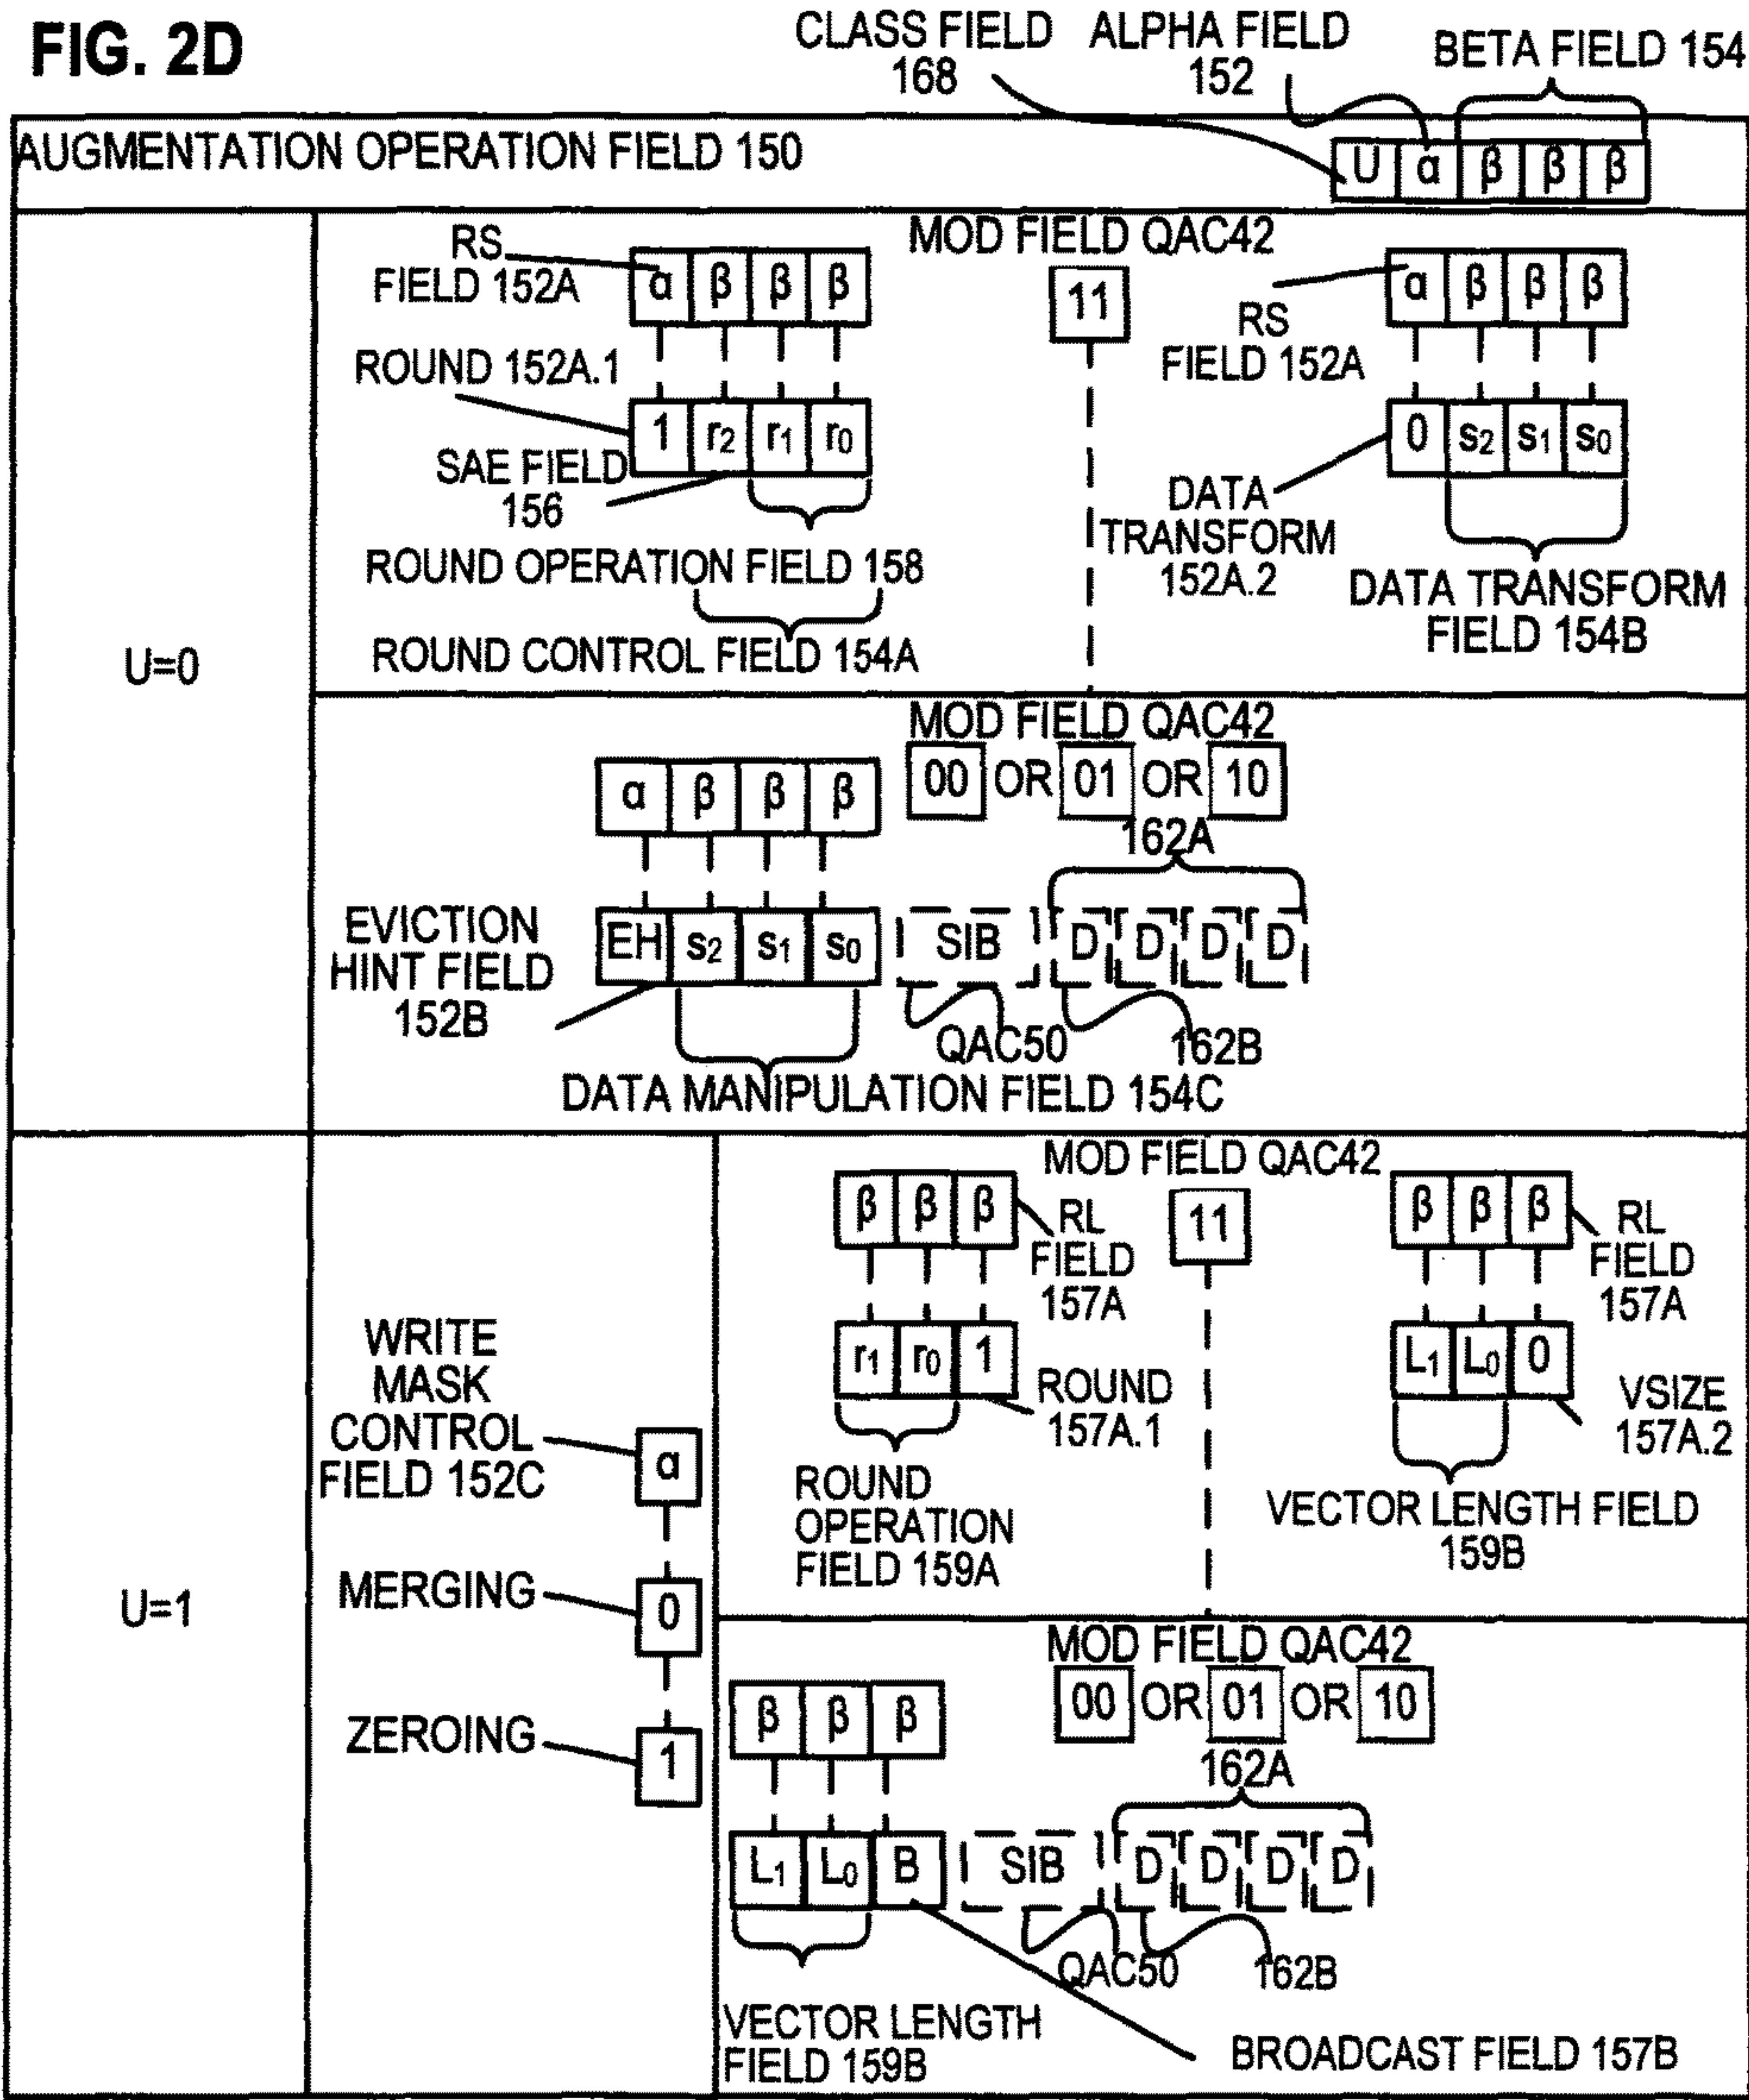 FIG. 2D
CLASS FIELD
168
ALPHA FIELD
152
BETA FIELD 154
AUGMENTATION OPERATION FIELD 150
U α β β β
U=0
MOD FIELD QAC42
11
RS
FIELD 152A
α β β β
ROUND 152A.1
1 r2 r1 r0
SAE FIELD
156
ROUND OPERATION FIELD 158
ROUND CONTROL FIELD 154A
α β β β
RS
FIELD 152A
0 s2 s1 s0
DATA
TRANSFORM
152A.2
DATA TRANSFORM
FIELD 154B
MOD FIELD QAC42
00 OR 01 OR 10
α β β β
162A
EVICTION
HINT FIELD
152B
EH s2 s1 s0 SIB D D D D
QAC50
162B
DATA MANIPULATION FIELD 154C
U=1
WRITE
MASK
CONTROL
FIELD 152C
α
MERGING
0
ZEROING
1
MOD FIELD QAC42
11
β β β
RL
FIELD
157A
r1 r0 1
ROUND
157A.1
ROUND
OPERATION
FIELD 159A
β β β
RL
FIELD
157A
L1 L0 0
VSIZE
157A.2
VECTOR LENGTH FIELD
159B
MOD FIELD QAC42
00 OR 01 OR 10
β β β
162A
L1 L0 B SIB D D D D
QAC50
162B
VECTOR LENGTH
FIELD 159B
BROADCAST FIELD 157B